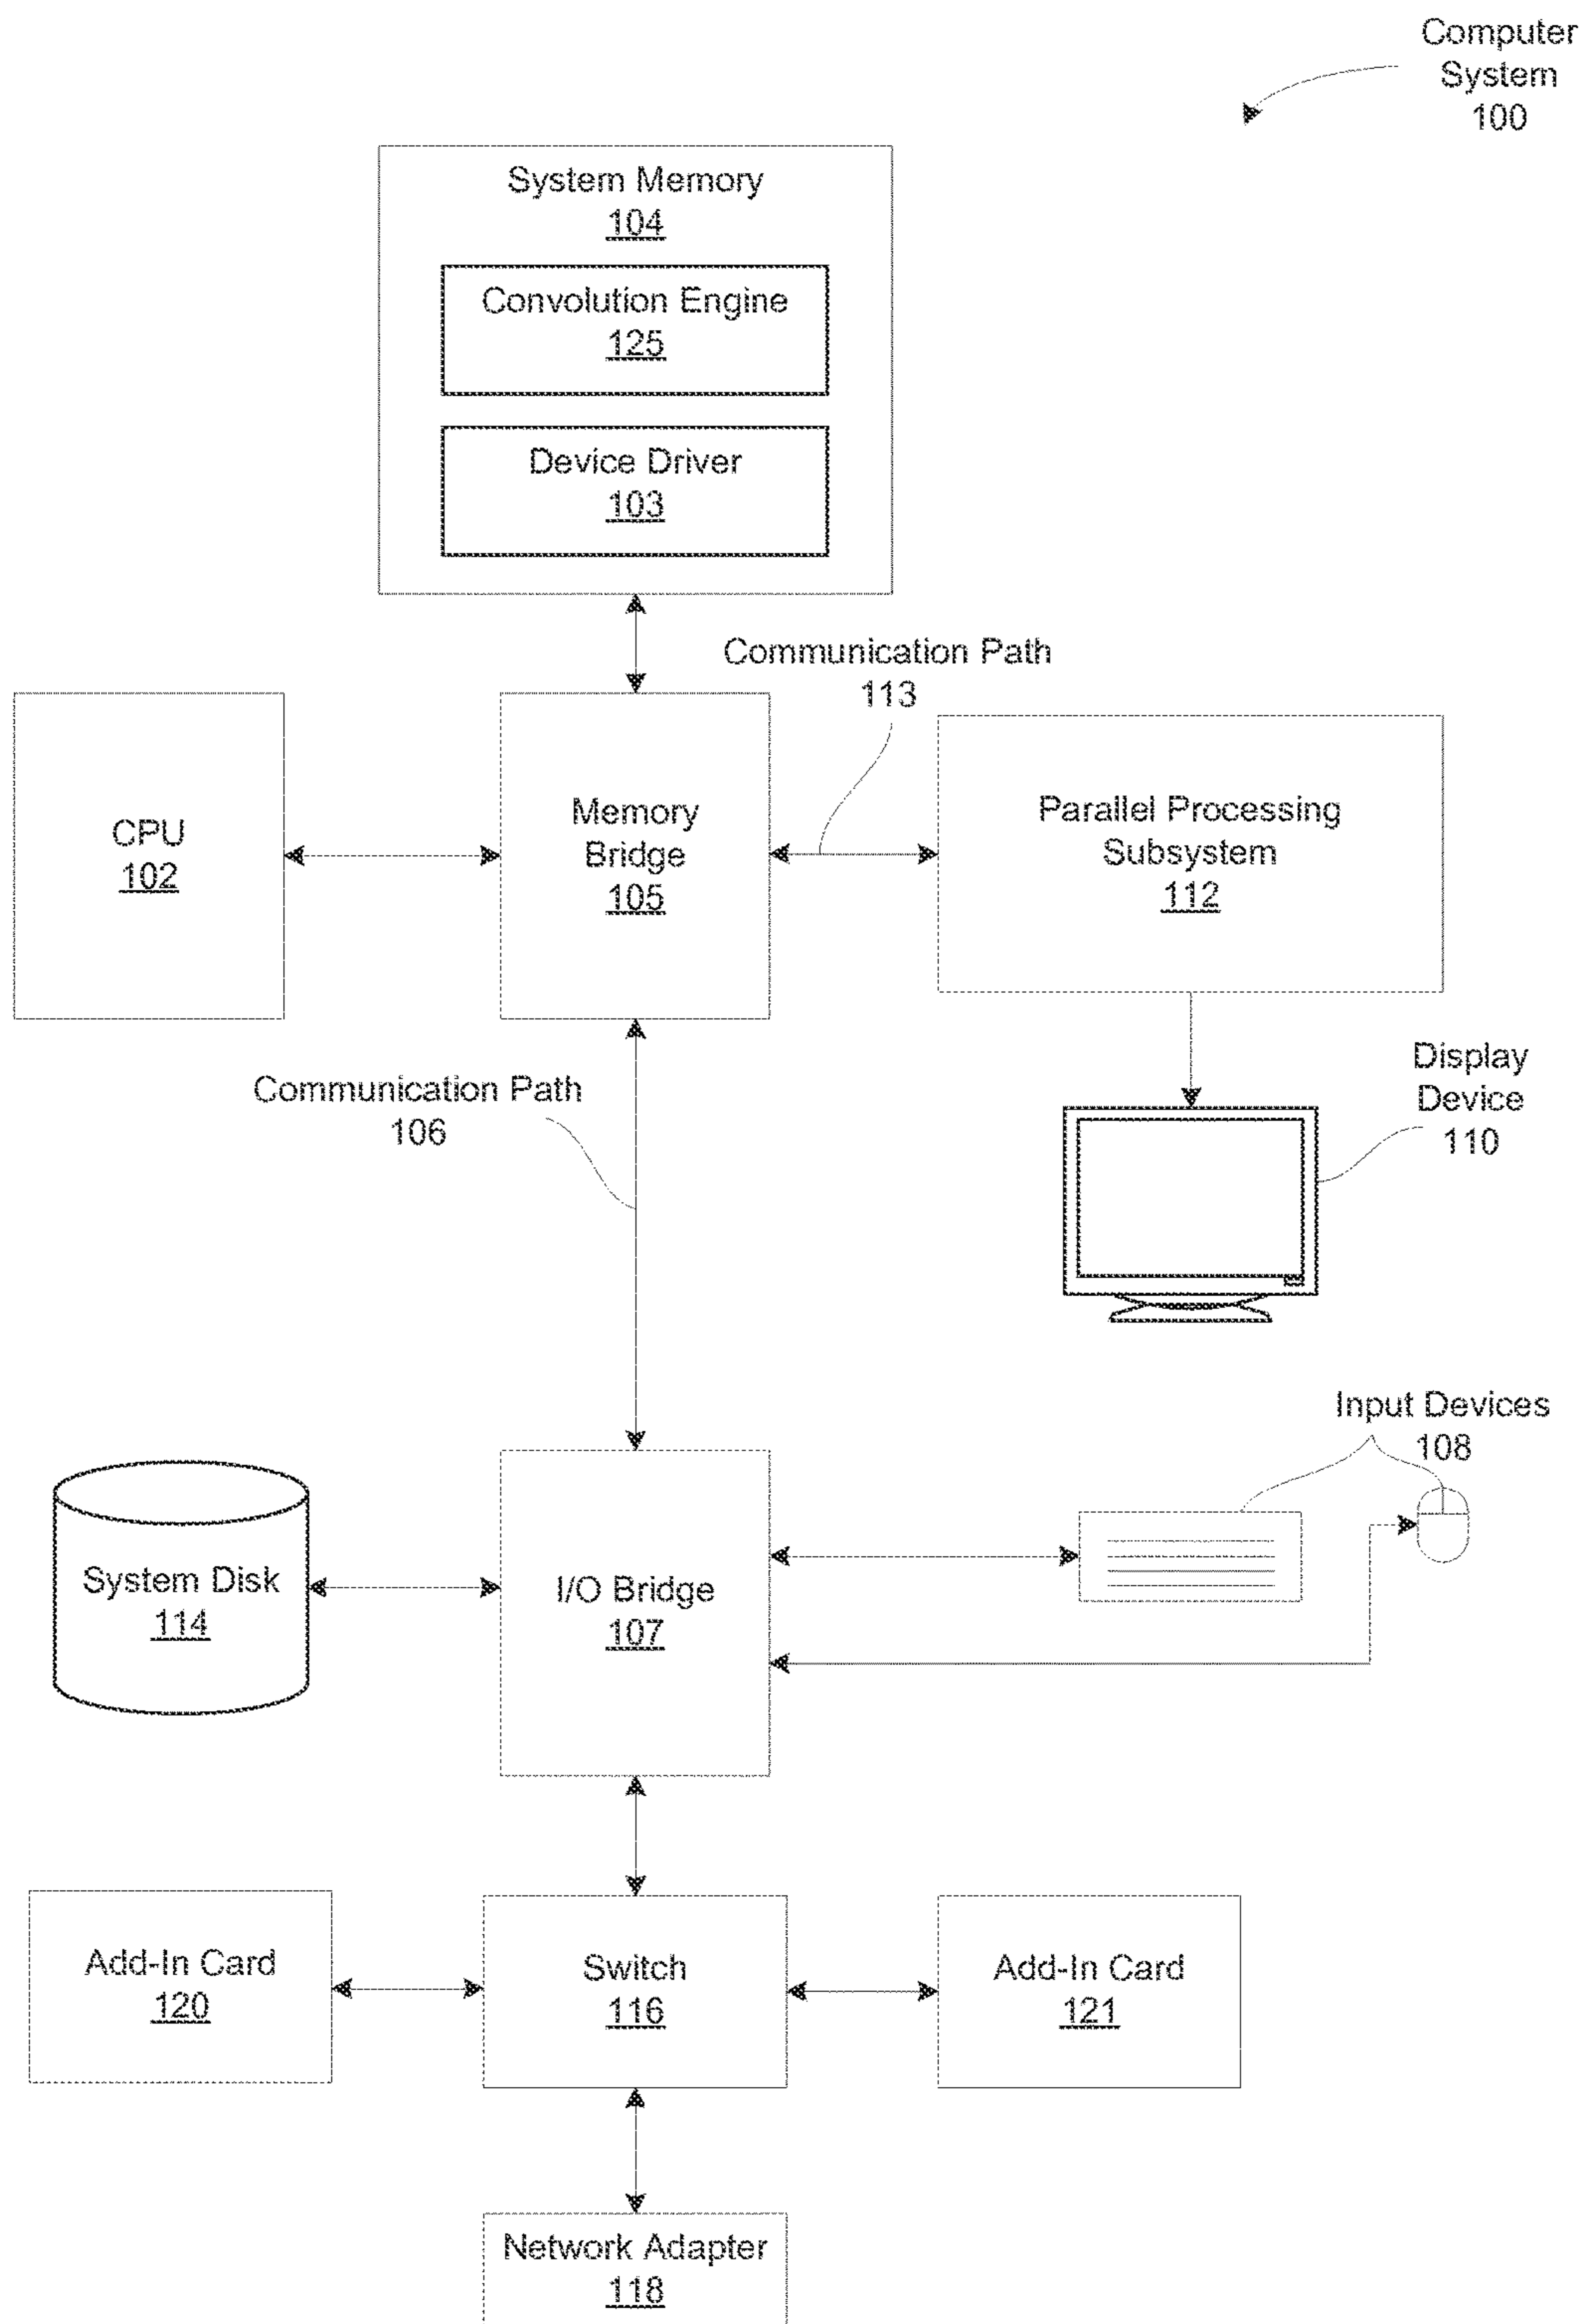 Computer
System
100
System Memory
104
Convolution Engine
125
Device Driver
103
Communication Path
113
CPU
102
Memory
Bridge
105
Parallel Processing
Subsystem
112
Communication Path
106
Display
Device
110
Input Devices
108
System Disk
114
I/O Bridge
107
Add-In Card
120
Switch
116
Add-In Card
121
Network Adapter
118